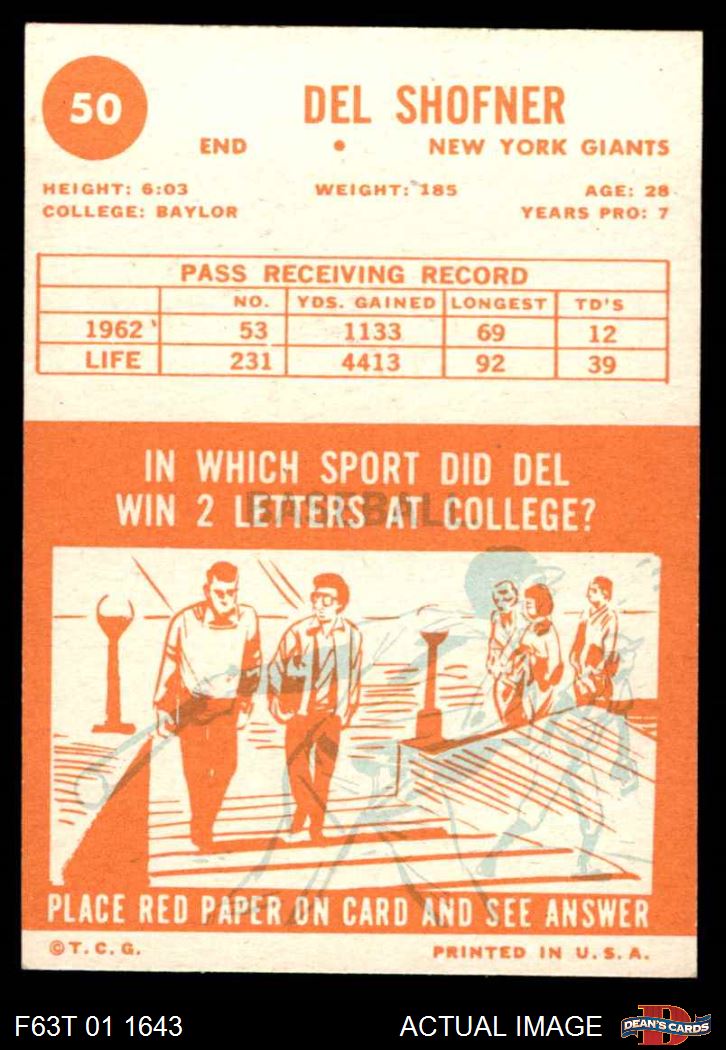 50
DEL SHOFNER
END • NEW YORK GIANTS
HEIGHT: 6:03 WEIGHT: 185 AGE: 28
COLLEGE: BAYLOR YEARS PRO: 7
PASS RECEIVING RECORD
NO. YDS. GAINED LONGEST TD'S
1962 53 1133 69 12
LIFE 231 4413 92 39
IN WHICH SPORT DID DEL
WIN 2 LETTERS AT COLLEGE?
BASEBALL
PLACE RED PAPER ON CARD AND SEE ANSWER
©T.C.G. PRINTED IN U.S.A.
F63T 01 1643 ACTUAL IMAGE
D
DEAN'S CARDS